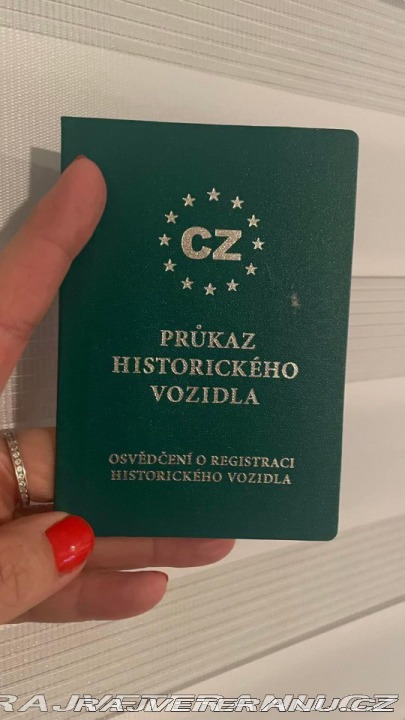 CZ
PRŮKAZ
HISTORICKÉHO
VOZIDLA
OSVĚDČENÍ O REGISTRACI
HISTORICKÉHO VOZIDLA
RAJVETERANU.CZ